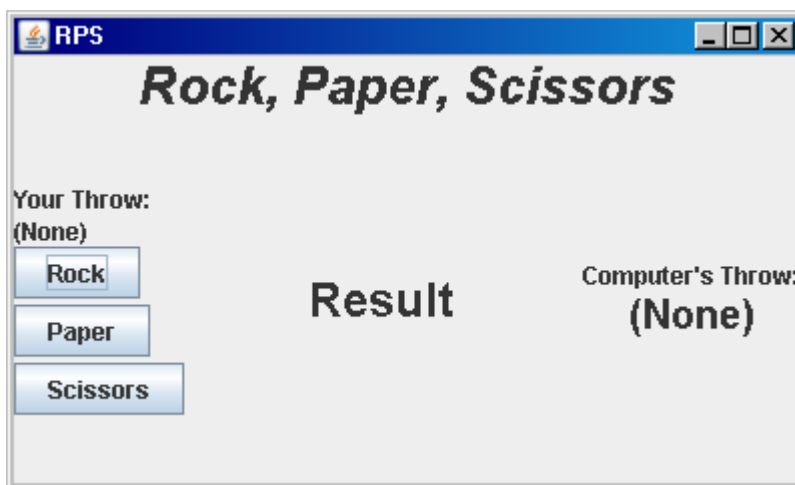 RPS
Rock, Paper, Scissors
Your Throw:
(None)
Rock
Paper
Scissors
Result
Computer's Throw:
(None)